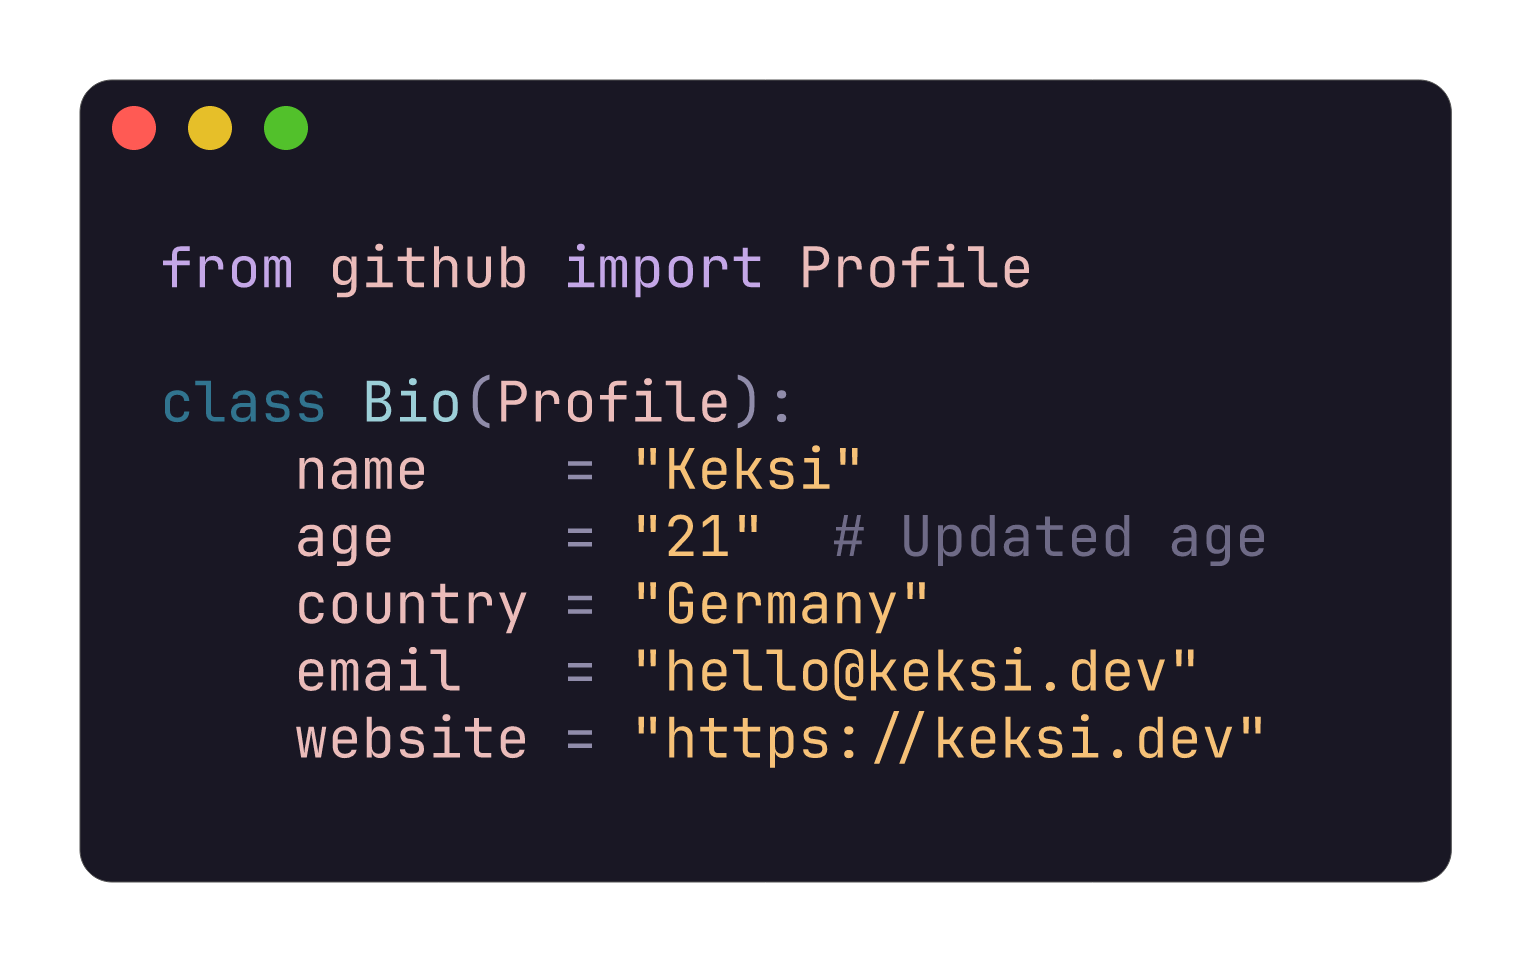 from github import Profile

class Bio(Profile):
    name    = "Keksi"
    age     = "21"  # Updated age
    country = "Germany"
    email   = "hello@keksi.dev"
    website = "https://keksi.dev"